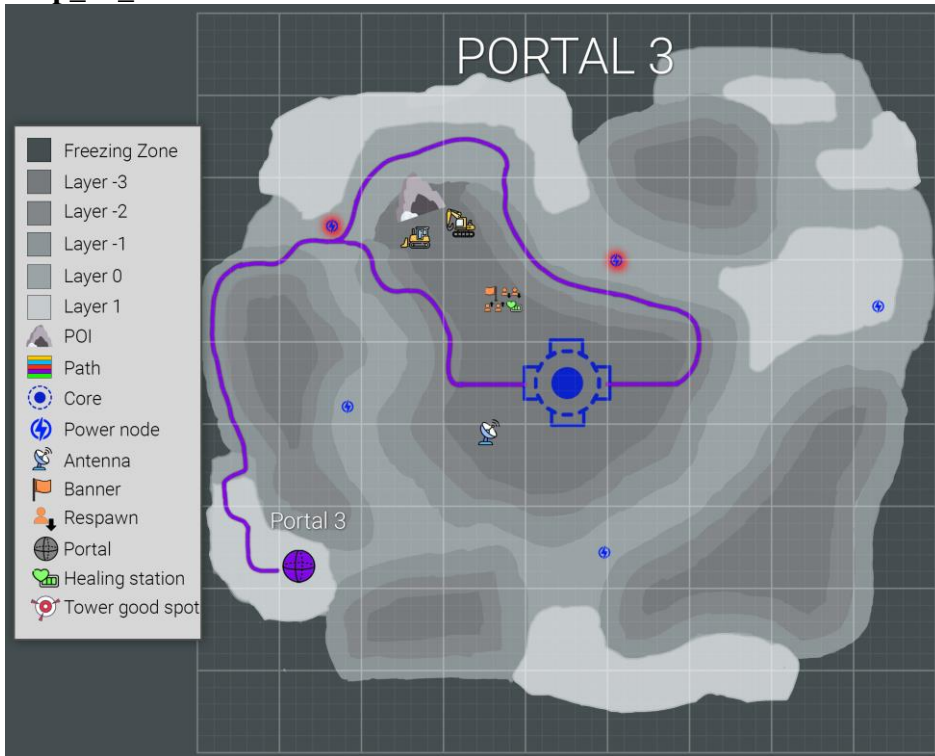 PORTAL 3
Freezing Zone
Layer -3
Layer -2
Layer -1
Layer 0
Layer 1
POI
Path
Core
Power node
Antenna
Banner
Respawn
Portal
Healing station
Tower good spot
Portal 3